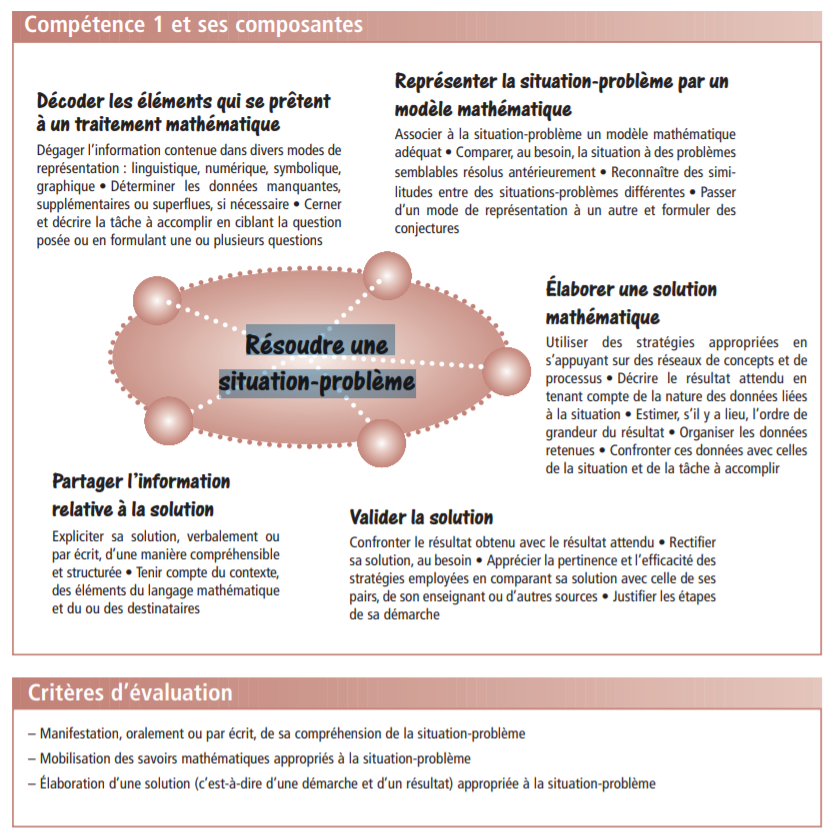 Compétence 1 et ses composantes
Décoder les éléments qui se prêtent
à un traitement mathématique
Dégager l'information contenue dans divers modes de
représentation : linguistique, numérique, symbolique,
graphique • Déterminer les données manquantes,
supplémentaires ou superflues, si nécessaire • Cerner
et décrire la tâche à accomplir en ciblant la question
posée ou en formulant une ou plusieurs questions
Représenter la situation-problème par un
modèle mathématique
Associer à la situation-problème un modèle mathématique
adéquat • Comparer, au besoin, la situation à des problèmes
semblables résolus antérieurement • Reconnaître des simi-
litudes entre des situations-problèmes différentes • Passer
d'un mode de représentation à un autre et formuler des
conjectures
Résoudre une
situation-problème
Élaborer une solution
mathématique
Utiliser des stratégies appropriées en
s'appuyant sur des réseaux de concepts et de
processus • Décrire le résultat attendu en
tenant compte de la nature des données liées
à la situation • Estimer, s'il y a lieu, l'ordre de
grandeur du résultat • Organiser les données
retenues • Confronter ces données avec celles
de la situation et de la tâche à accomplir
Partager l'information
relative à la solution
Expliciter sa solution, verbalement ou
par écrit, d'une manière compréhensible
et structurée • Tenir compte du contexte,
des éléments du langage mathématique
et du ou des destinataires
Valider la solution
Confronter le résultat obtenu avec le résultat attendu • Rectifier
sa solution, au besoin • Apprécier la pertinence et l'efficacité des
stratégies employées en comparant sa solution avec celle de ses
pairs, de son enseignant ou d'autres sources • Justifier les étapes
de sa démarche
Critères d'évaluation
– Manifestation, oralement ou par écrit, de sa compréhension de la situation-problème
– Mobilisation des savoirs mathématiques appropriés à la situation-problème
– Élaboration d'une solution (c'est-à-dire d'une démarche et d'un résultat) appropriée à la situation-problème